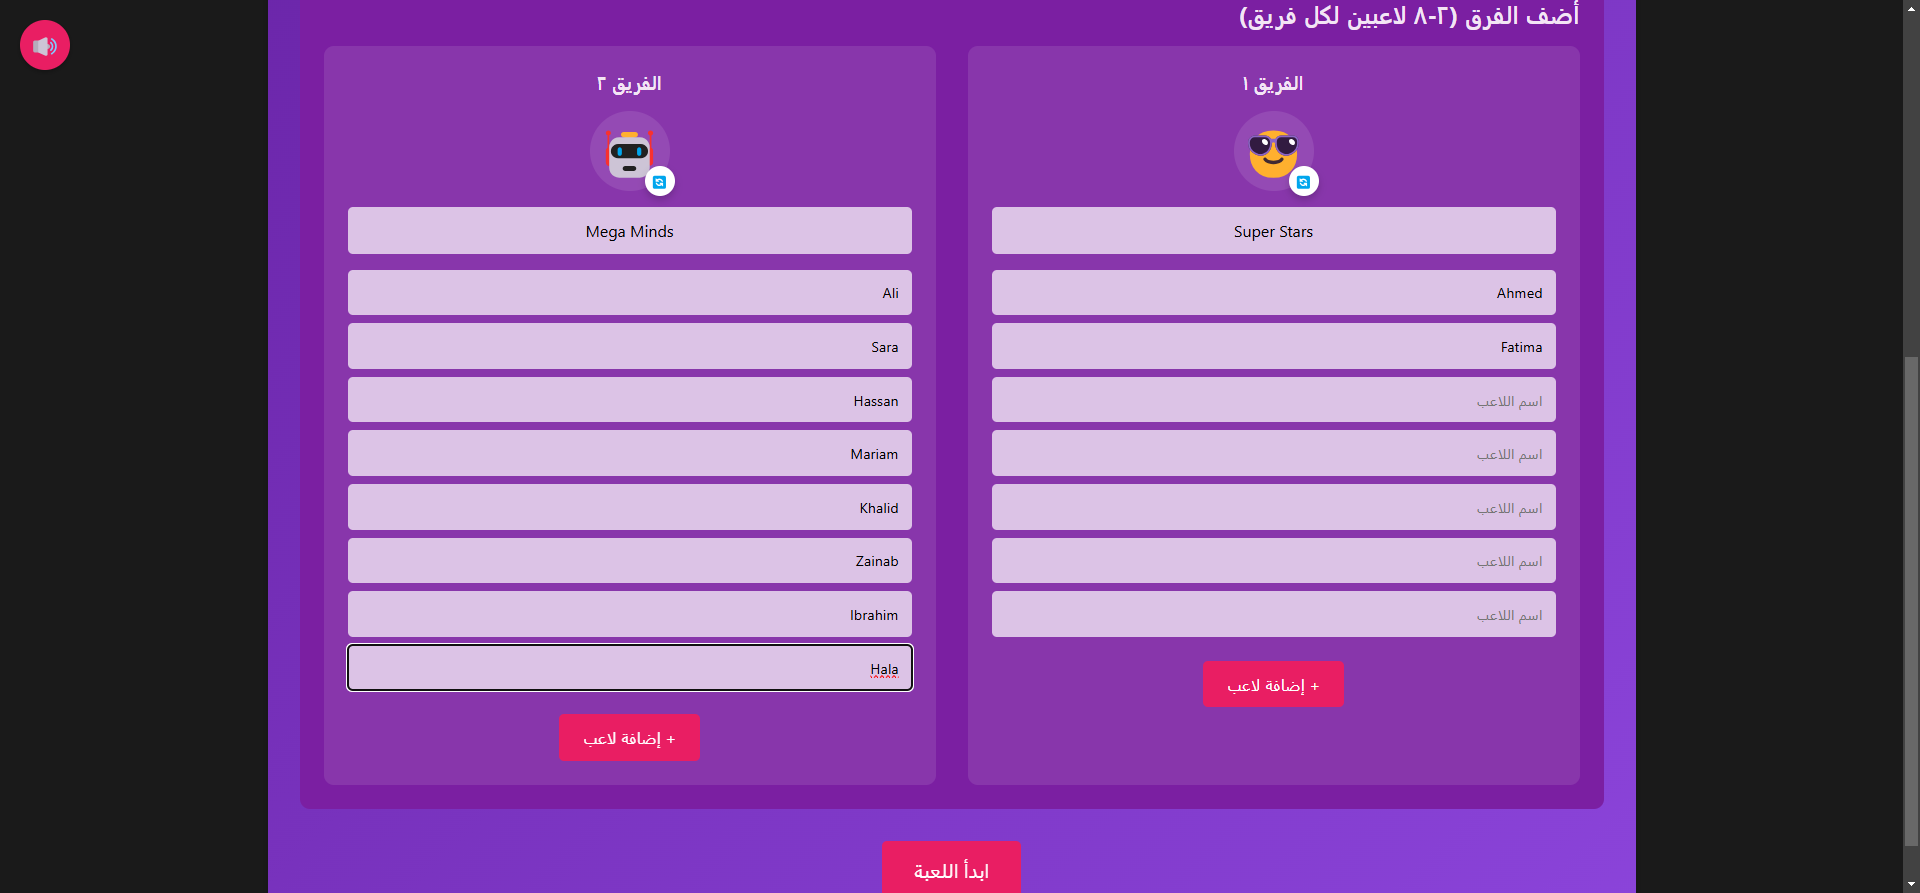 أضف الفرق (٢-٨ لاعبين لكل فريق)
الفريق ١
Super Stars
Ahmed
Fatima
اسم اللاعب
اسم اللاعب
اسم اللاعب
اسم اللاعب
اسم اللاعب
+ إضافة لاعب
الفريق ٢
Mega Minds
Ali
Sara
Hassan
Mariam
Khalid
Zainab
Ibrahim
Hala
+ إضافة لاعب
ابدأ اللعبة